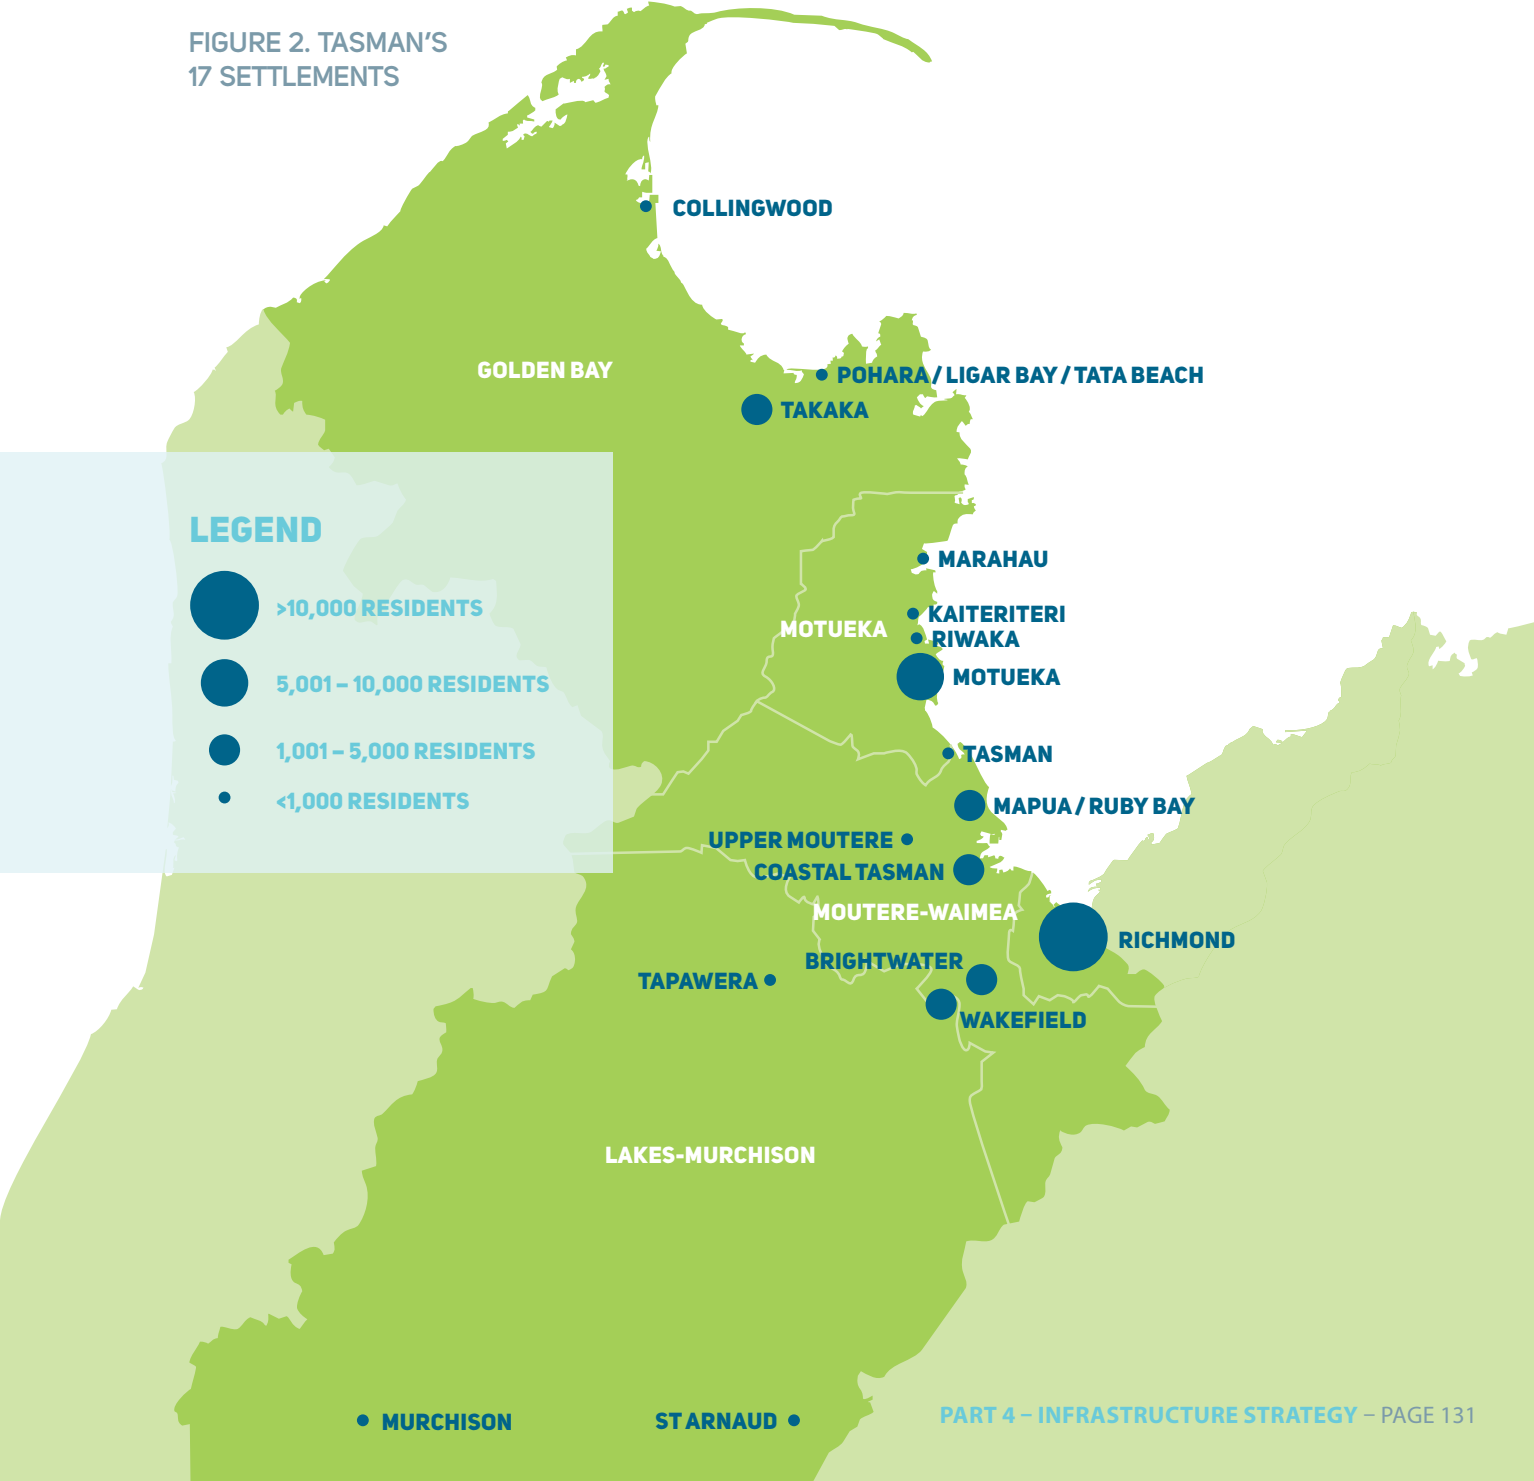 FIGURE 2. TASMAN'S
17 SETTLEMENTS
COLLINGWOOD
GOLDEN BAY
POHARA / LIGAR BAY / TATA BEACH
TAKAKA
LEGEND
>10,000 RESIDENTS
5,001 – 10,000 RESIDENTS
1,001 – 5,000 RESIDENTS
<1,000 RESIDENTS
MARAHAU
KAITERITERI
MOTUEKA
RIWAKA
MOTUEKA
TASMAN
MAPUA / RUBY BAY
UPPER MOUTERE
COASTAL TASMAN
MOUTERE-WAIMEA
RICHMOND
BRIGHTWATER
TAPAWERA
WAKEFIELD
LAKES-MURCHISON
MURCHISON
ST ARNAUD
PART 4 – INFRASTRUCTURE STRATEGY – PAGE 131